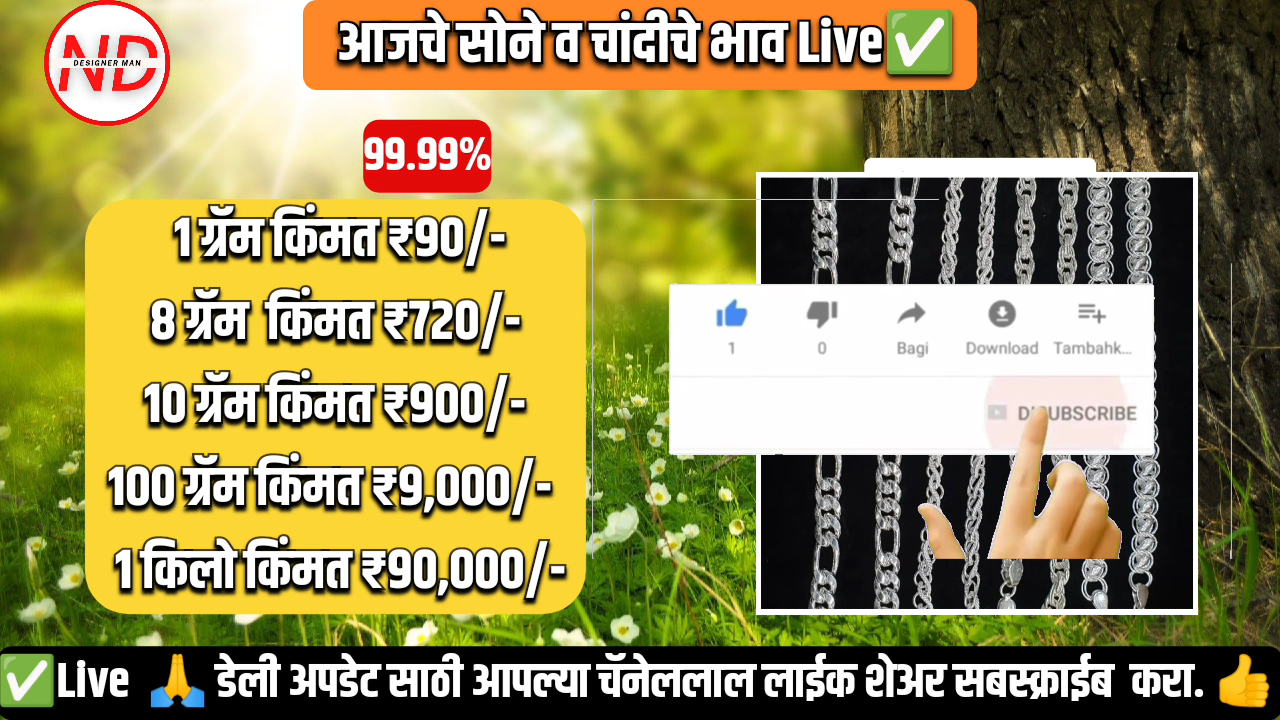 ND
DESIGNER MAN
आजचे सोने व चांदीचे भाव Live✅
99.99%
1 ग्रॅम किंमत ₹90/-
8 ग्रॅम किंमत ₹720/-
10 ग्रॅम किंमत ₹900/-
100 ग्रॅम किंमत ₹9,000/-
1 किलो किंमत ₹90,000/-
1 0 Bagi Download Tambahk...
✅Live 🙏 डेली अपडेट साठी आपल्या चॅनेललाल लाईक शेअर सबस्क्राईब करा. 👍